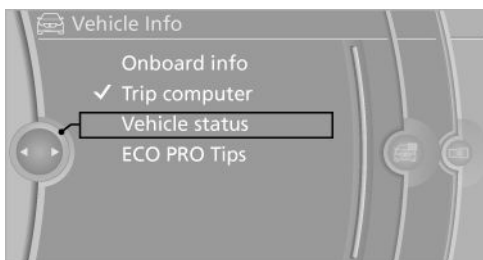 Vehicle Info
Onboard info
Trip computer
Vehicle status
ECO PRO Tips